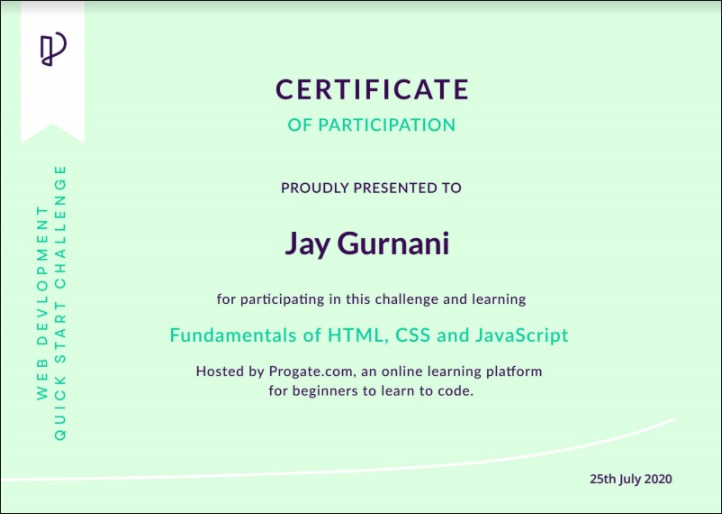 CERTIFICATE
OF PARTICIPATION
PROUDLY PRESENTED TO
Jay Gurnani
for participating in this challenge and learning
Fundamentals of HTML, CSS and JavaScript
Hosted by Progate.com, an online learning platform
for beginners to learn to code.
WEB DEVLOPMENT
QUICK START CHALLENGE
25th July 2020